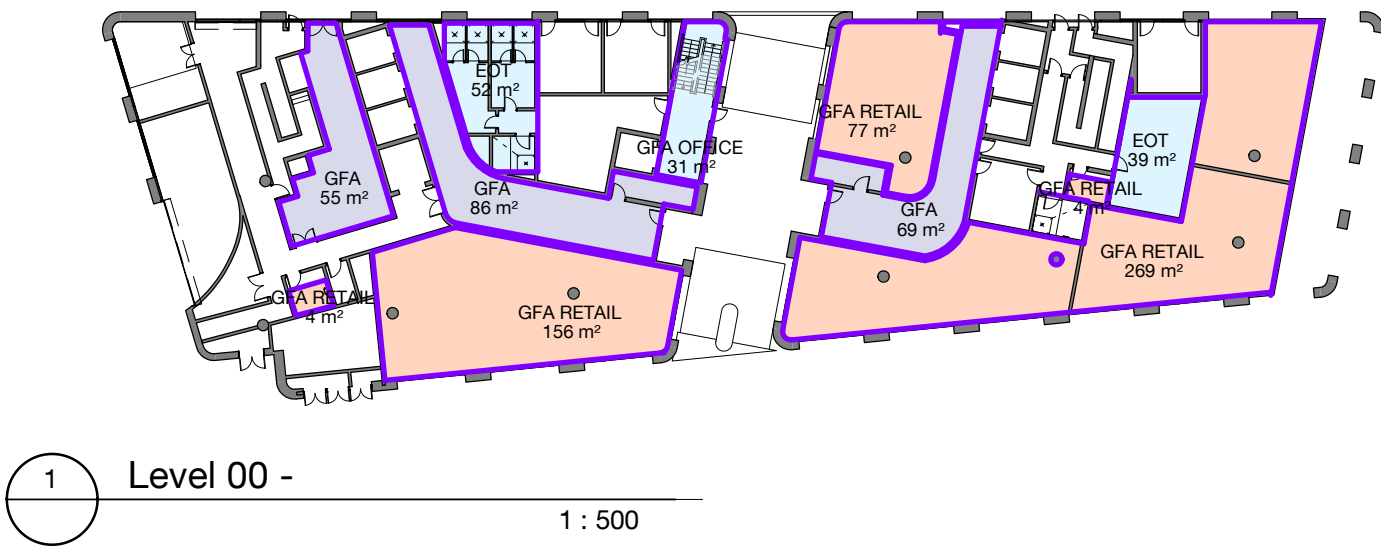 EOT
52 m²
GFA RETAIL
77 m²
GFA OFFICE
31 m²
EOT
39 m²
GFA
55 m²
GFA
86 m²
GFA
69 m²
GFA RETAIL
4 m²
GFA RETAIL
269 m²
GFA RETAIL
4 m²
GFA RETAIL
156 m²
1
Level 00 -
1 : 500